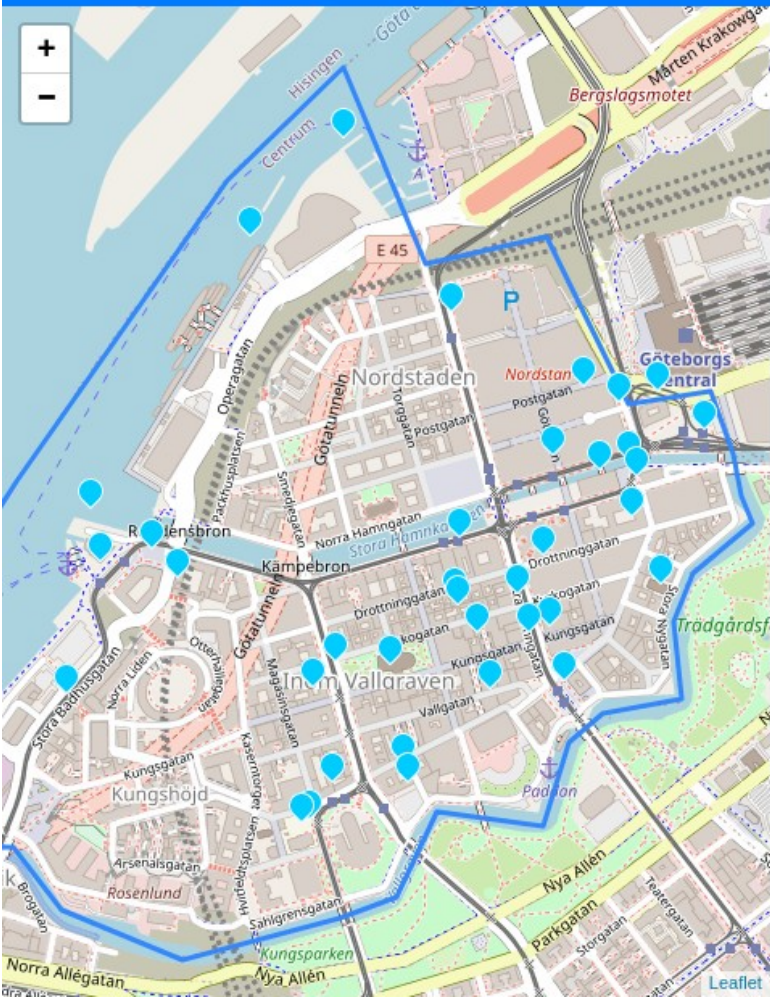 +
−
Göta
Hisingen
Mårten Krakowgat
Bergslagsmotet
Centrum
E 45
P
Göteborgs
Central
Nordstaden
Nordstan
Operagatan
Postgatan
Götatunneln
Torggatan
Postgatan
Packhusplatsen
Smedjegatan
Norra Hamngatan
Stora Hamnkanalen
Kämpebron
Drottninggatan
Drottninggatan
Kyrkogatan
Stora Nygatan
Trädgårdsf
Götatunneln
Kungsgatan
Otterhällegatan
Norra Liden
Kungsgatan
Inom Vallgraven
Magasinsgatan
Stora Badhusgatan
Vallgatan
Kungsgatan
Kaserntorget
Kungshöjd
Paddan
Arsenalsgatan
Hvitfeldtsplatsen
Rosenlund
Brogatan
Sahlgrensgatan
Nya Allén
Teatergatan
Parkgatan
Storgatan
Kungsparken
Norra Allégatan
Nya Allén
Leaflet